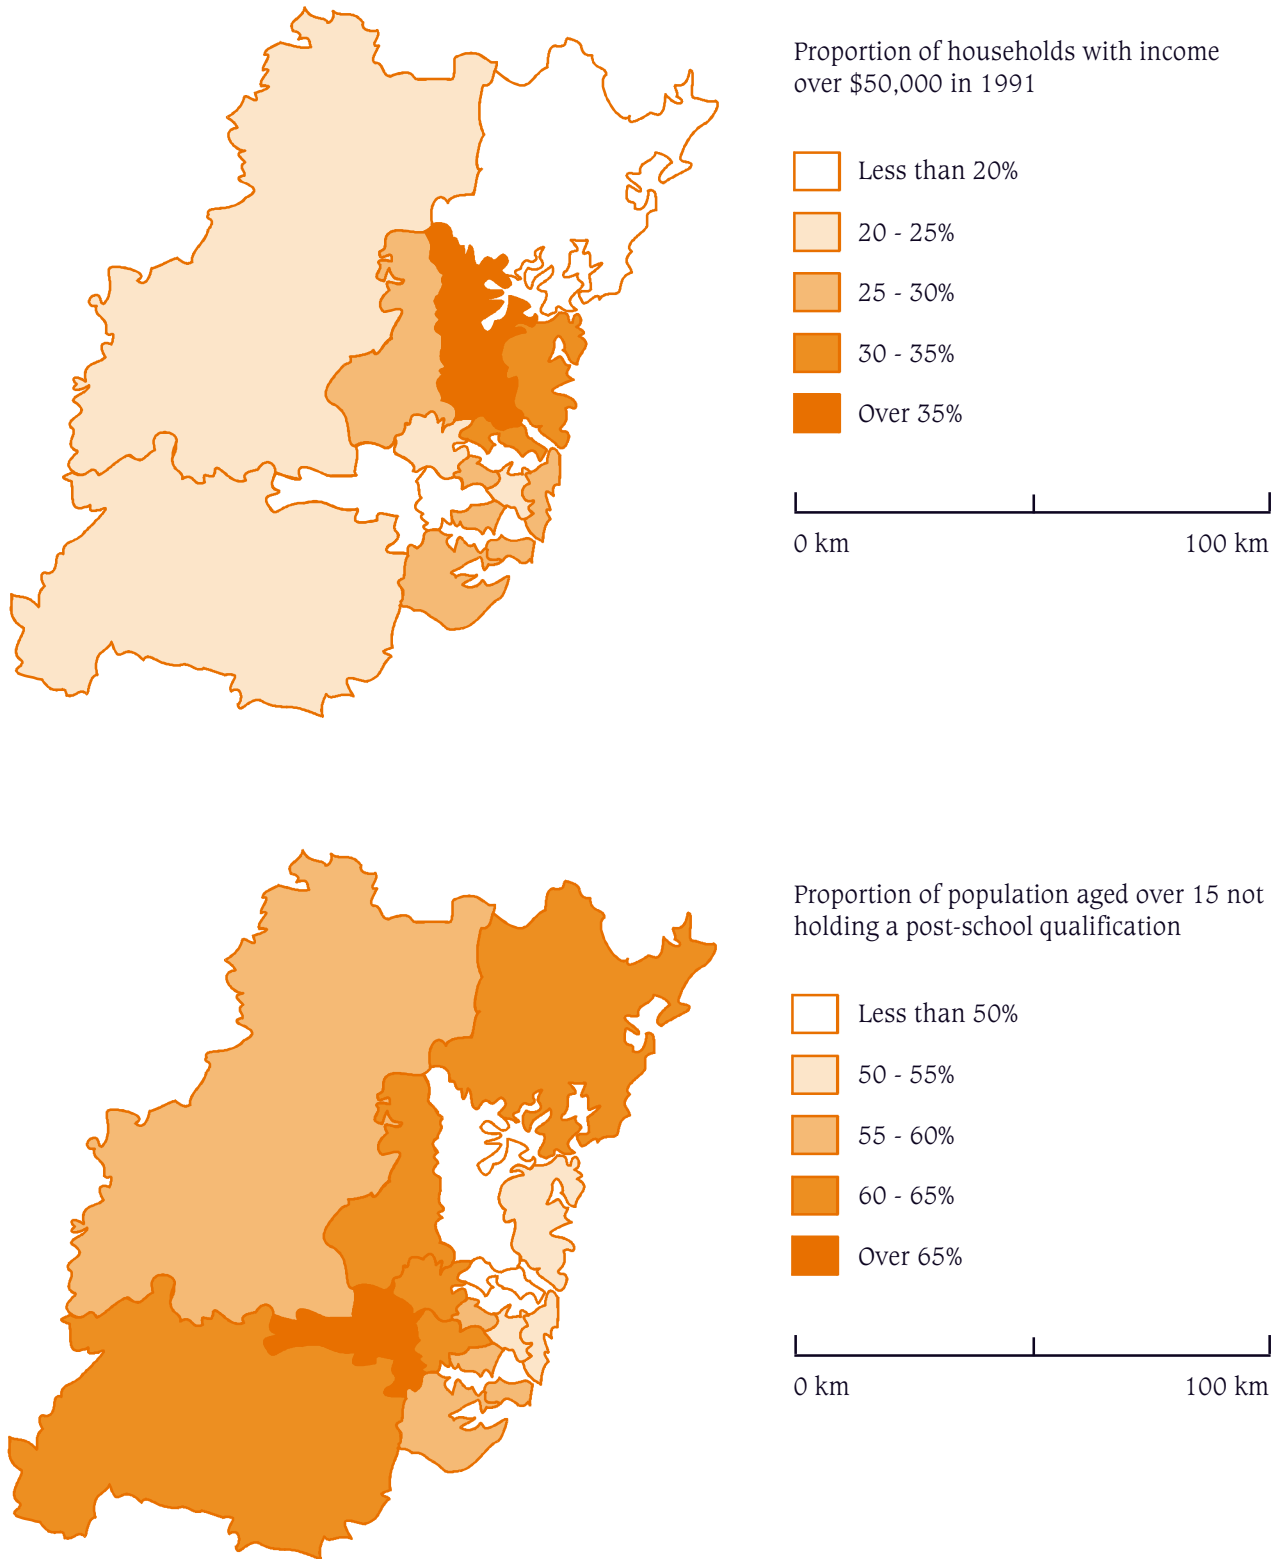 Proportion of households with income
over $50,000 in 1991
Less than 20%
20 - 25%
25 - 30%
30 - 35%
Over 35%
0 km
100 km
Proportion of population aged over 15 not
holding a post-school qualification
Less than 50%
50 - 55%
55 - 60%
60 - 65%
Over 65%
0 km
100 km